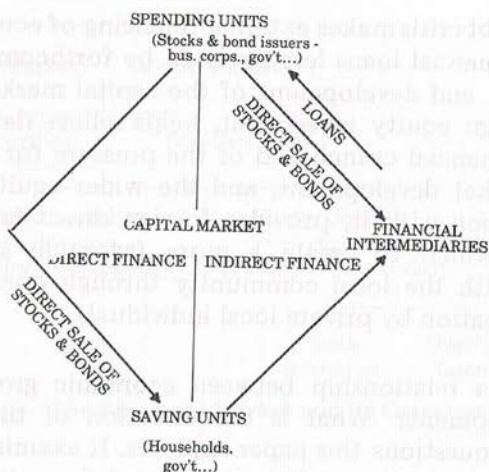 SPENDING UNITS
(Stocks & bond issuers -
bus. corps., gov't...)
LOANS
DIRECT SALE OF
STOCKS & BONDS
CAPITAL MARKET
FINANCIAL
INTERMEDIARIES
DIRECT FINANCE
INDIRECT FINANCE
DIRECT SALE OF
STOCKS & BONDS
SAVING UNITS
(Households,
gov't...)